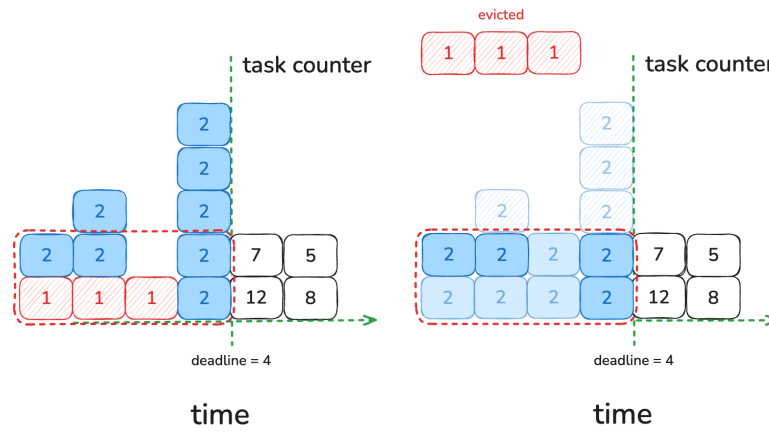 evicted
1 1 1
task counter
task counter
2
2
2
2
2
2
2
2
2 2 2 7 5
2 2 2 2 7 5
1 1 1 2 12 8
2 2 2 2 12 8
deadline = 4
deadline = 4
time
time